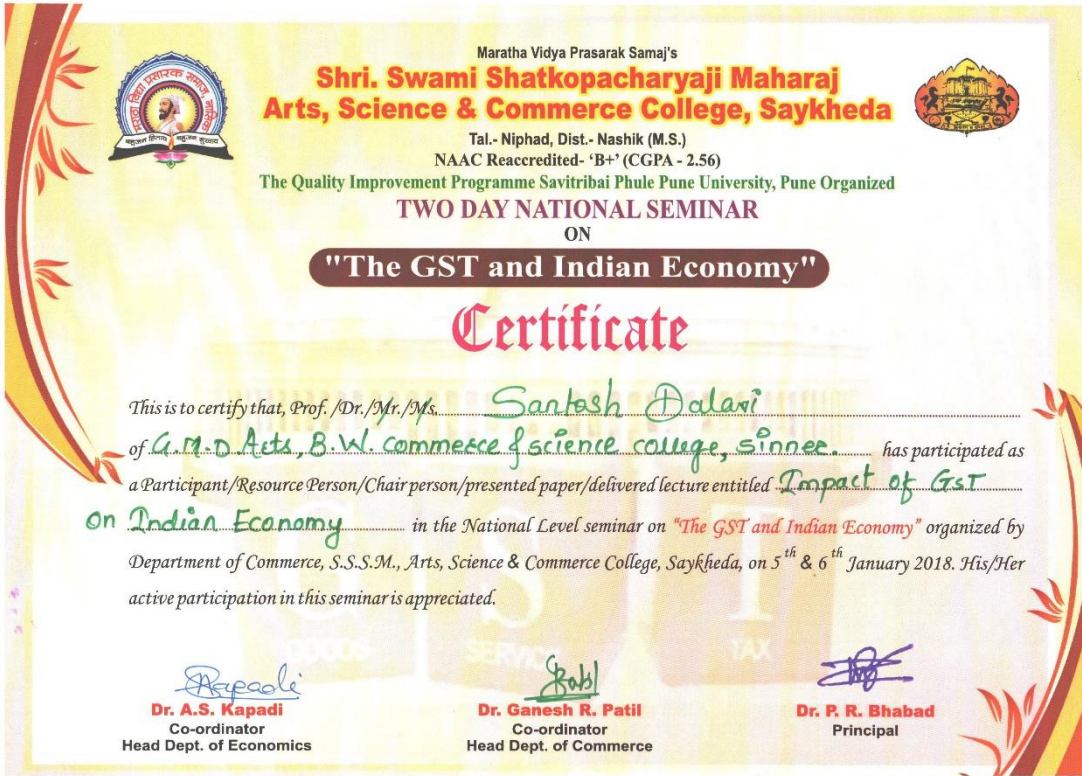 Maratha Vidya Prasarak Samaj's
Shri. Swami Shatkopacharyaji Maharaj
Arts, Science & Commerce College, Saykheda
Tal.- Niphad, Dist.- Nashik (M.S.)
NAAC Reaccredited- ‘B+’ (CGPA - 2.56)
The Quality Improvement Programme Savitribai Phule Pune University, Pune Organized
TWO DAY NATIONAL SEMINAR
ON
"The GST and Indian Economy"
Certificate
This is to certify that, Prof. /Dr./Mr./Ms. Santosh Dalavi
of G.M.D Arts, B.W. commerce & science college, sinner. has participated as
a Participant/Resource Person/Chairperson/presented paper/delivered lecture entitled Impact of GST
on Indian Economy in the National Level seminar on “The GST and Indian Economy” organized by
Department of Commerce, S.S.S.M., Arts, Science & Commerce College, Saykheda, on 5th & 6th January 2018. His/Her
active participation in this seminar is appreciated.
GOODS SERVICE TAX
Dr. A.S. Kapadi Dr. Ganesh R. Patil Dr. P. R. Bhabad
Co-ordinator Co-ordinator Principal
Head Dept. of Economics Head Dept. of Commerce